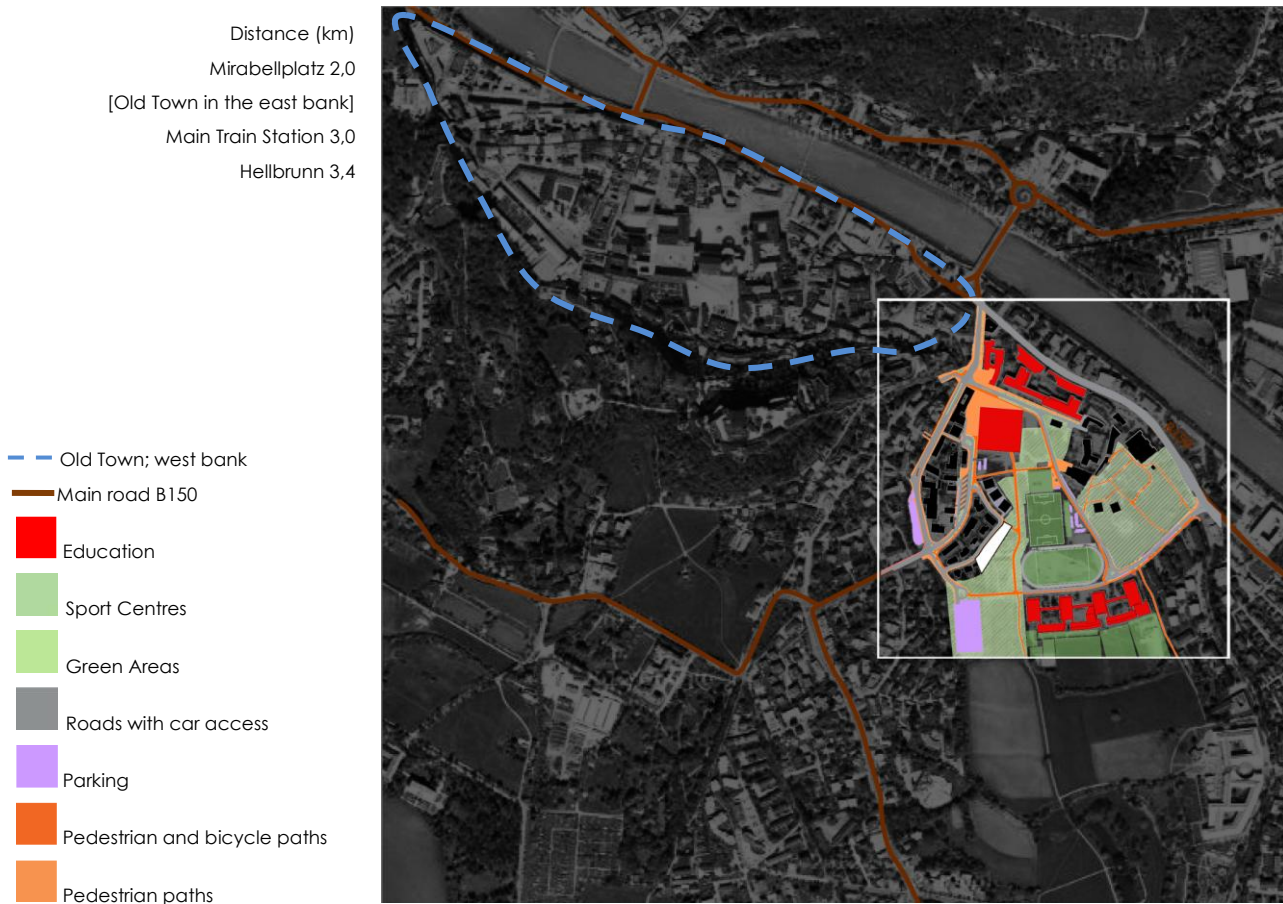 Distance (km)
Mirabellplatz 2,0
[Old Town in the east bank]
Main Train Station 3,0
Hellbrunn 3,4
Old Town; west bank
Main road B150
Education
Sport Centres
Green Areas
Roads with car access
Parking
Pedestrian and bicycle paths
Pedestrian paths